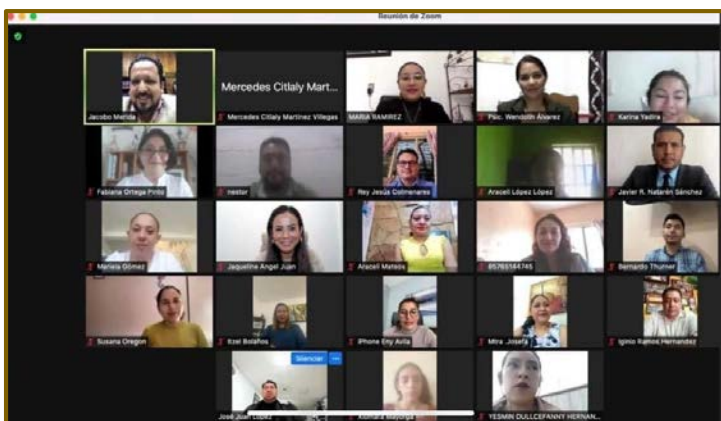 Reunión de Zoom
Mercedes Citlaly Mart...
Jacobo Merida
Mercedes Citlaly Martínez Villegas
MARIA RAMIREZ
Psic. Wendolin Álvarez
Karina Yadira
Fabiana Ortega Pinto
nestor
Rey Jesús Colmenares
Araceli López López
Javier R. Natarén Sánchez
Mariela Gómez
Jaqueline Angel Juan
Araceli Mateos
85765144745
Bernardo Thurner
Susana Oregon
Itzel Bolaños
iPhone Eny Avila
Mtra .Josefa
Iginio Ramos Hernandez
Silenciar
José Juan López
Xiomara Mayorga
YESMIN DULLCEFANNY HERNAN...